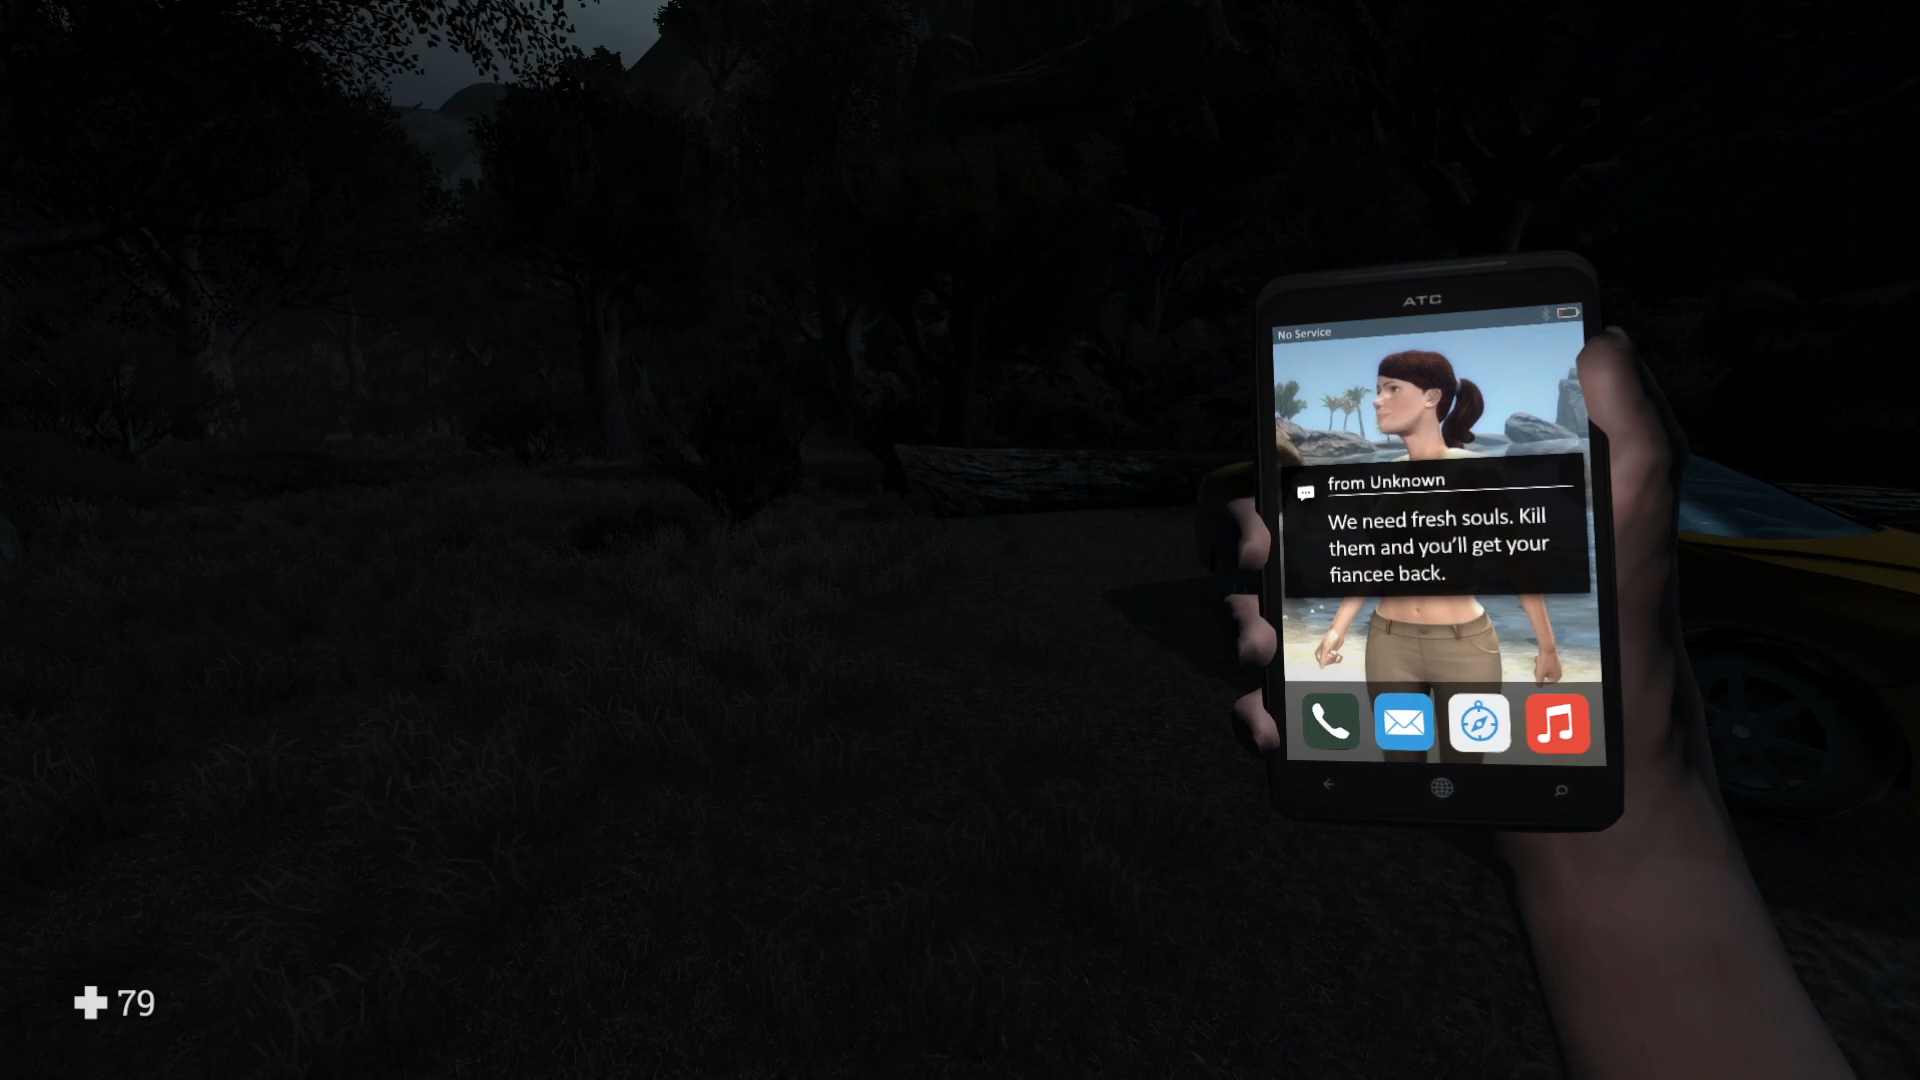 ATC
No Service
from Unknown
We need fresh souls. Kill
them and you'll get your
fiancee back.
79